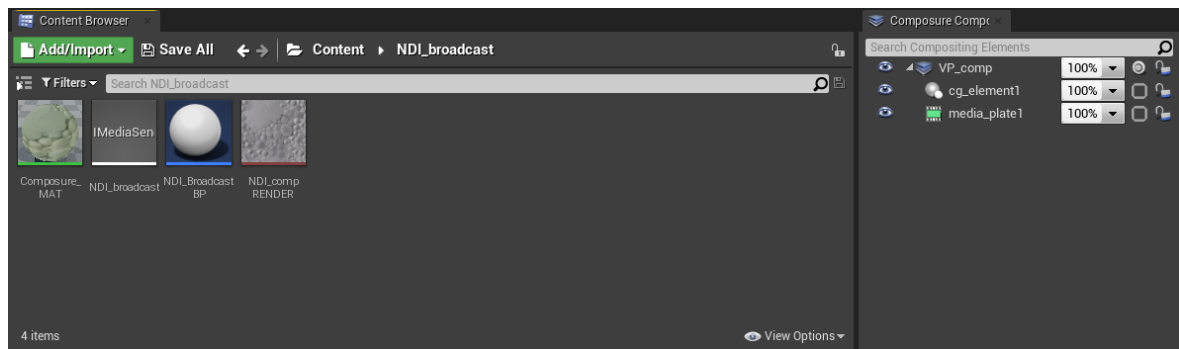 Content Browser
Add/Import Save All Content NDI_broadcast
Filters Search NDI_broadcast
IMediaSen
Composure_
MAT
NDI_broadcast
NDI_Broadcast
BP
NDI_comp
RENDER
4 items
View Options
Composure Compo
Search Compositing Elements
VP_comp 100%
cg_element1 100%
media_plate1 100%